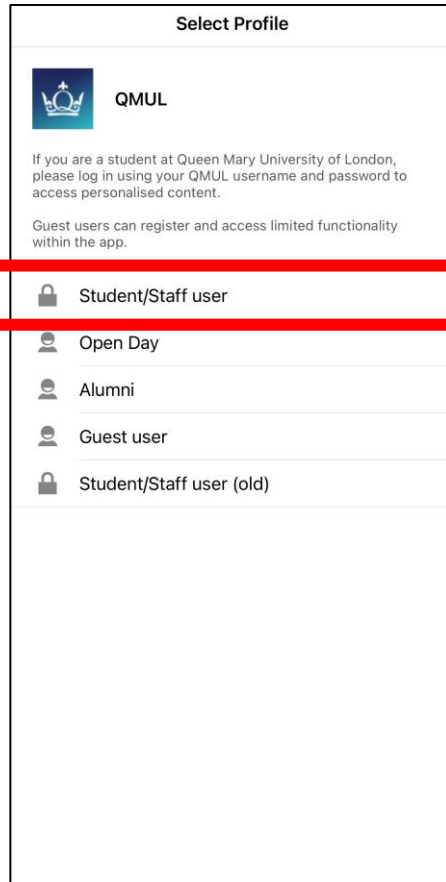 Select Profile
QMUL
If you are a student at Queen Mary University of London,
please log in using your QMUL username and password to
access personalised content.
Guest users can register and access limited functionality
within the app.
Student/Staff user
Open Day
Alumni
Guest user
Student/Staff user (old)